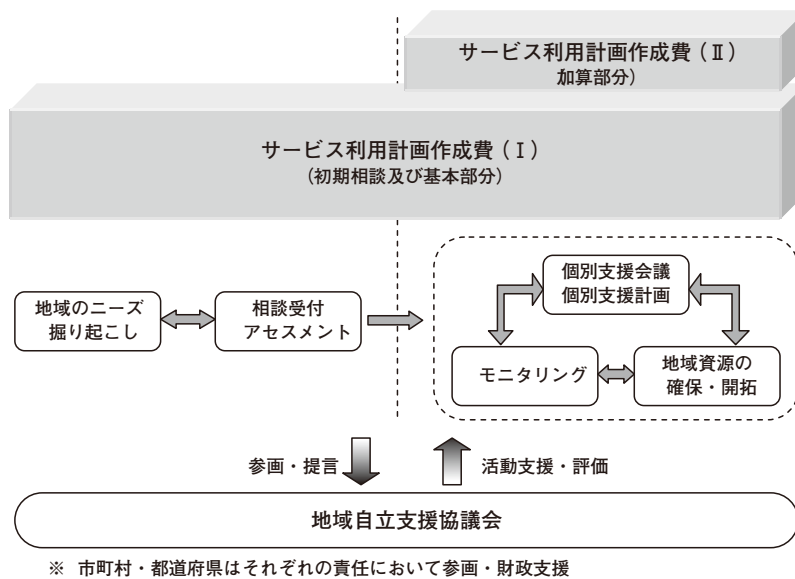 サービス利用計画作成費(Ⅱ)
加算部分)
サービス利用計画作成費(Ⅰ)
(初期相談及び基本部分)
地域のニーズ
掘り起こし
相談受付
アセスメント
個別支援会議
個別支援計画
モニタリング
地域資源の
確保・開拓
参画・提言
活動支援・評価
地域自立支援協議会
※ 市町村・都道府県はそれぞれの責任において参画・財政支援